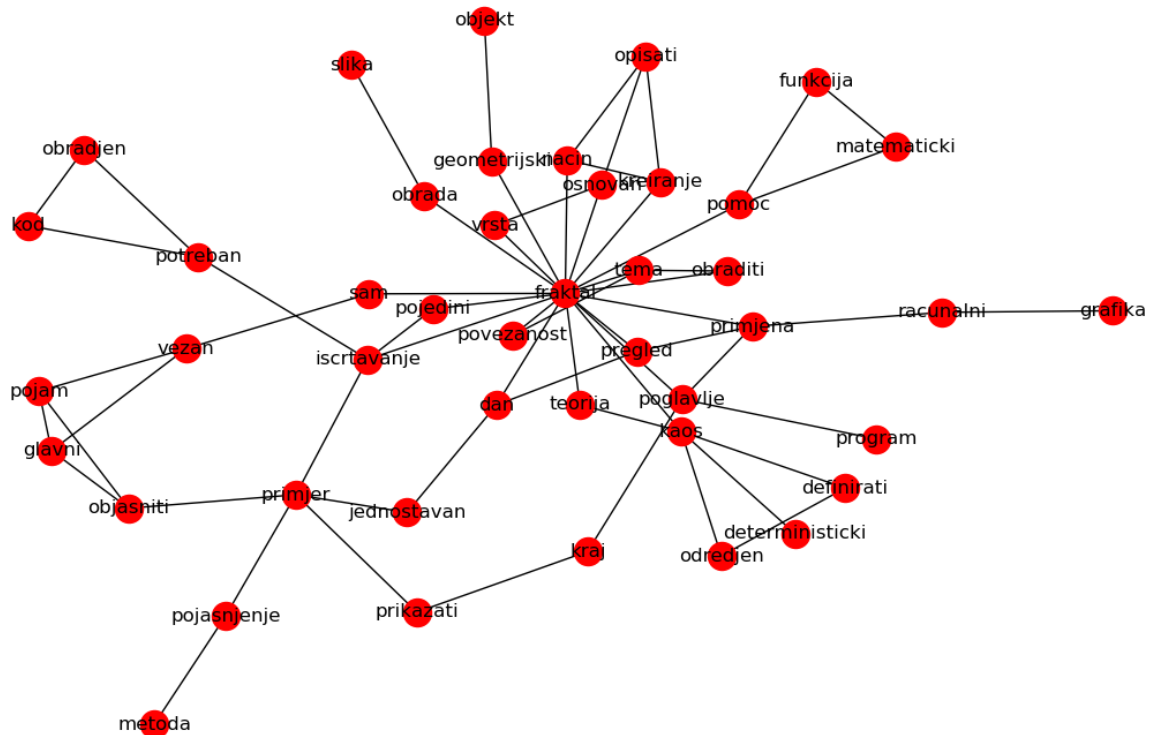 objekt
slika
opisati
funkcija
obradjen
matematicki
geometrijski
nacin
osnovan
kreiranje
obrada
pomoc
kod
vrsta
potreban
tema
obraditi
sam
fraktal
pojedini
povezanost
primjena
racunalni
grafika
vezan
iscrtavanje
pregled
pojam
dan
teorija
poglavlje
kaos
program
glavni
definirati
objasniti
primjer
jednostavan
deterministicki
kraj
odredjen
pojasnjenje
prikazati
metoda